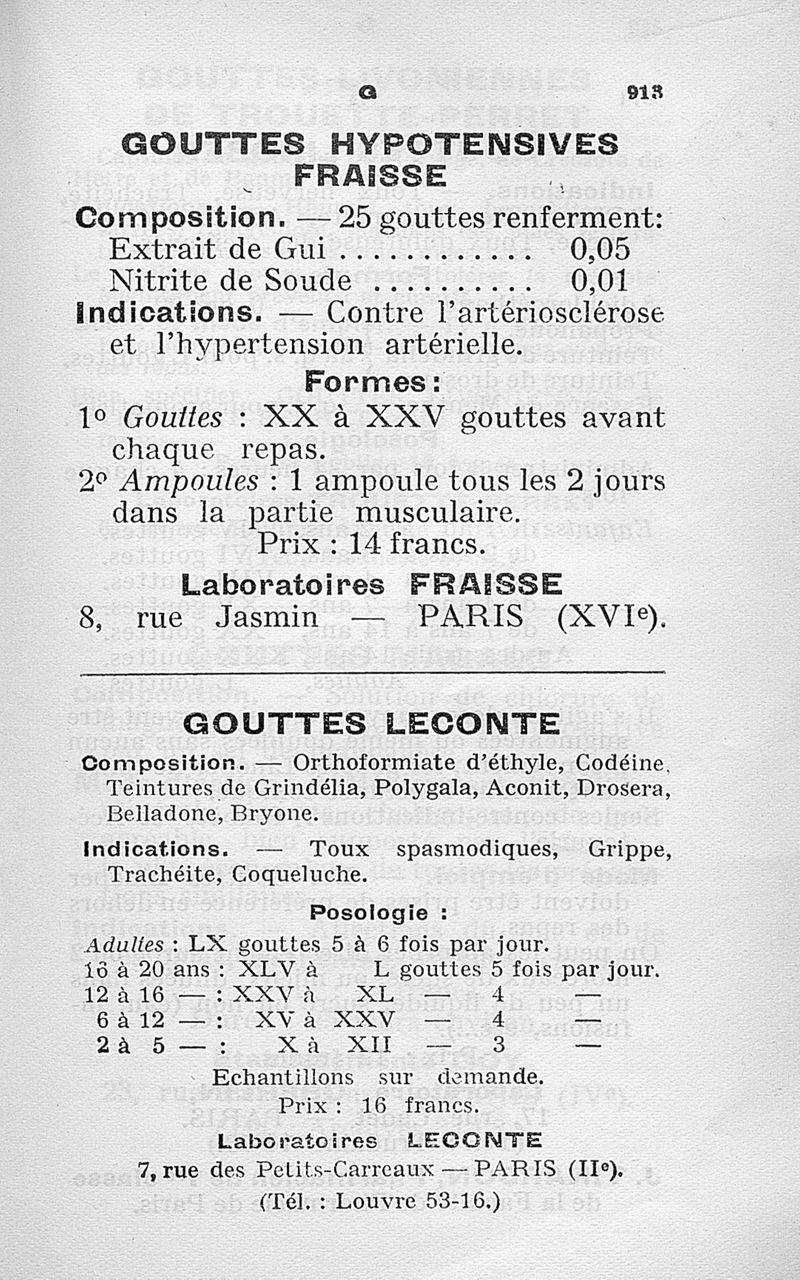 G 913
GOUTTES HYPOTENSIVES
FRAISSE
Composition. — 25 gouttes renferment:
Extrait de Gui . . . . . . . . . . . . 0,05
Nitrite de Soude . . . . . . . . . . 0,01
Indications. — Contre l'artériosclérose
et l'hypertension artérielle.
Formes:
1º Gouttes : XX à XXV gouttes avant
chaque repas.
2º Ampoules : 1 ampoule tous les 2 jours
dans la partie musculaire.
Prix : 14 francs.
Laboratoires FRAISSE
8, rue Jasmin — PARIS (XVIe).
GOUTTES LECONTE
Composition. — Orthoformiate d'éthyle, Codéine,
Teintures de Grindélia, Polygala, Aconit, Drosera,
Belladone, Bryone.
Indications. — Toux spasmodiques, Grippe,
Trachéite, Coqueluche.
Posologie :
Adultes : LX gouttes 5 à 6 fois par jour.
16 à 20 ans : XLV à L gouttes 5 fois par jour.
12 à 16 — : XXV à XL — 4 —
6 à 12 — : XV à XXV — 4 —
2 à 5 — : X à XII — 3 —
Echantillons sur demande.
Prix : 16 francs.
Laboratoires LECONTE
7, rue des Petits-Carreaux — PARIS (IIe).
(Tél. : Louvre 53-16.)